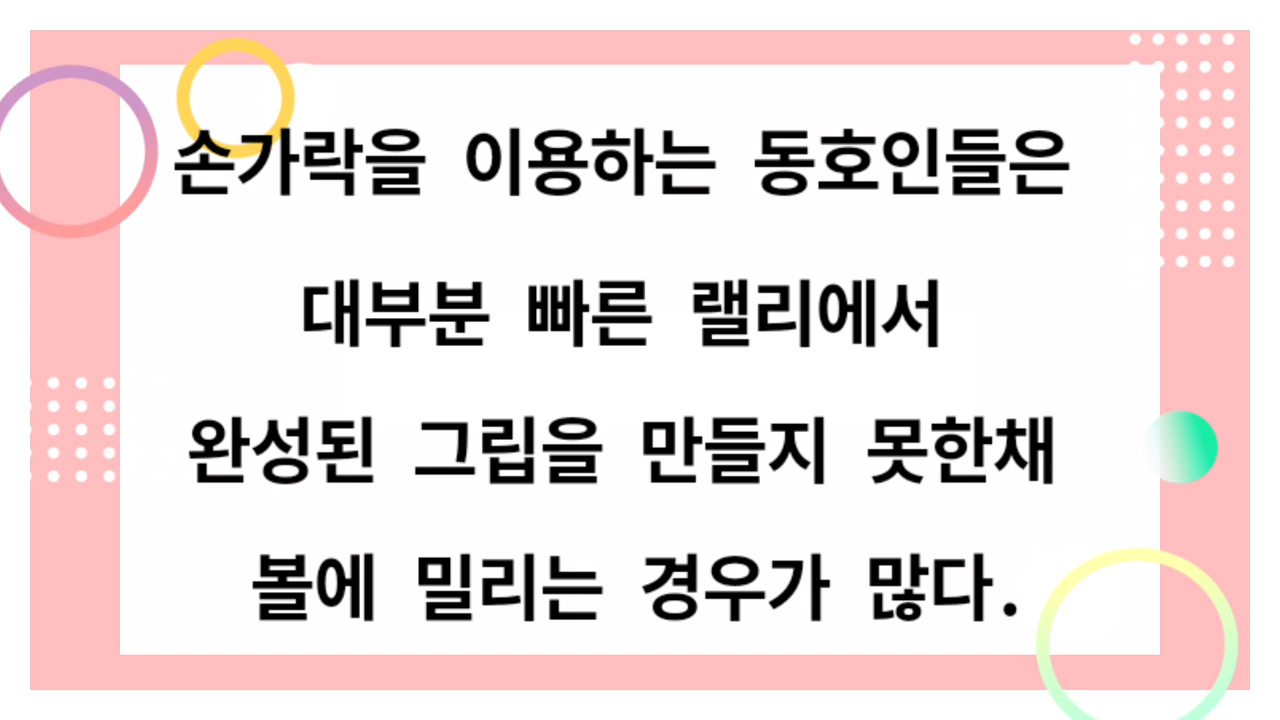 손가락을 이용하는 동호인들은
대부분 빠른 랠리에서
완성된 그립을 만들지 못한채
볼에 밀리는 경우가 많다.